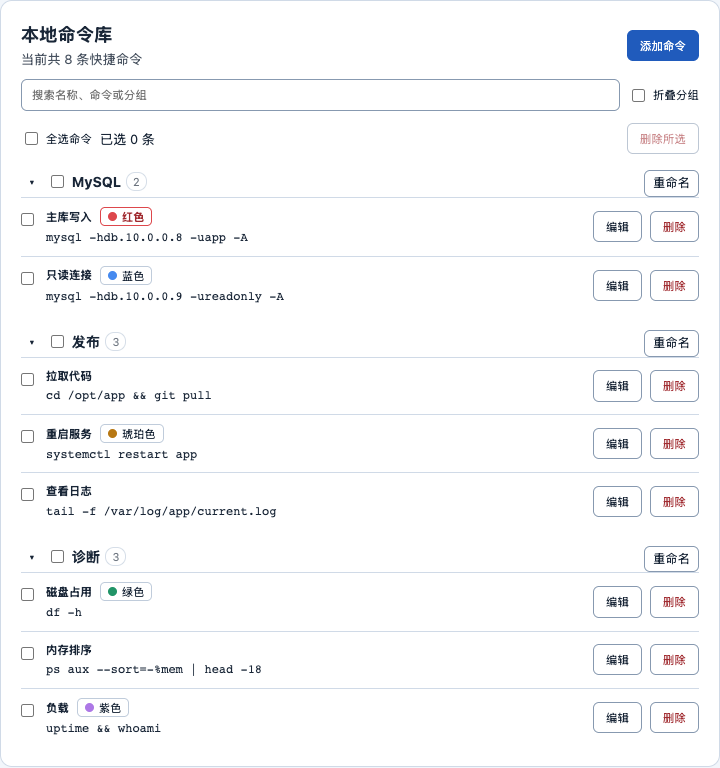 本地命令库
当前共 8 条快捷命令
添加命令
搜索名称、命令或分组
折叠分组
全选命令 已选 0 条
删除所选
▾ MySQL 2
重命名
主库写入 红色
mysql -hdb.10.0.0.8 -uapp -A
编辑 删除
只读连接 蓝色
mysql -hdb.10.0.0.9 -ureadonly -A
编辑 删除
▾ 发布 3
重命名
拉取代码
cd /opt/app && git pull
编辑 删除
重启服务 琥珀色
systemctl restart app
编辑 删除
查看日志
tail -f /var/log/app/current.log
编辑 删除
▾ 诊断 3
重命名
磁盘占用 绿色
df -h
编辑 删除
内存排序
ps aux --sort=-%mem | head -18
编辑 删除
负载 紫色
uptime && whoami
编辑 删除